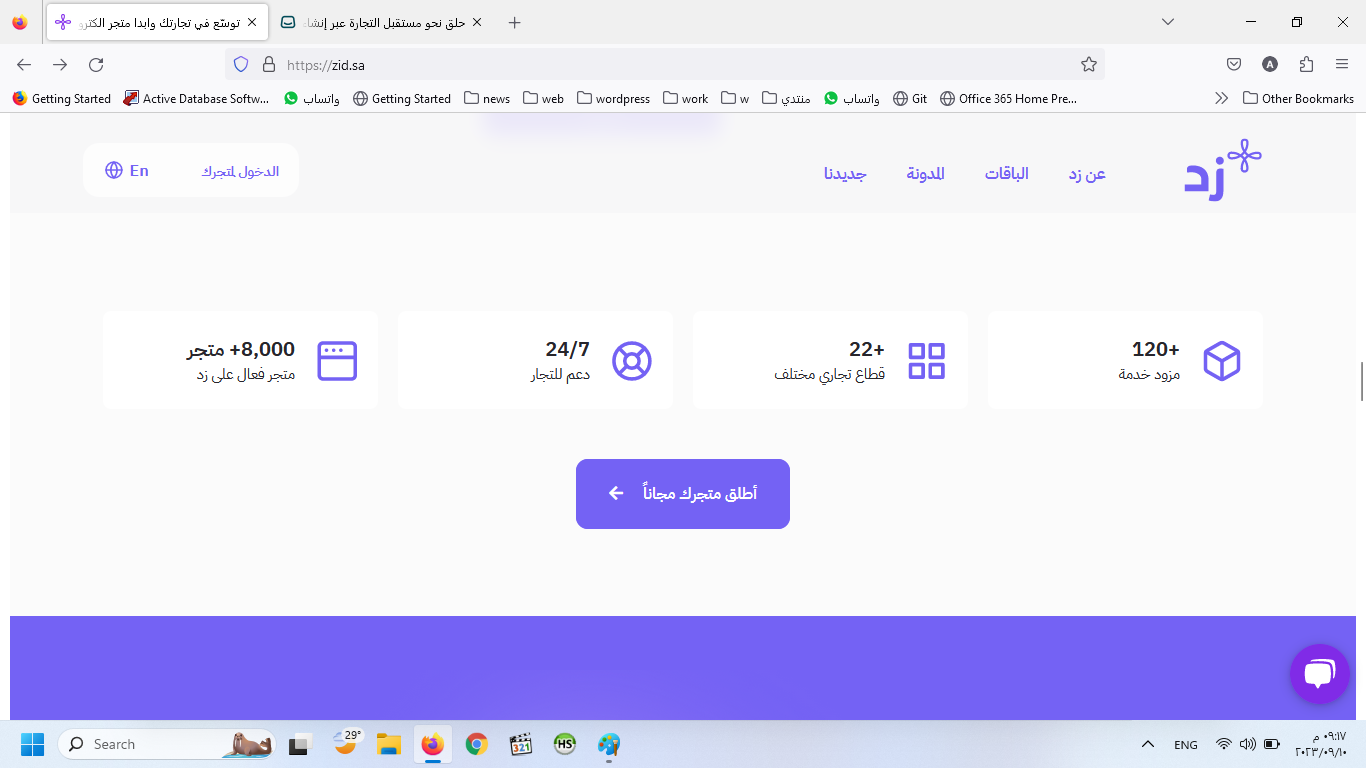 توسّع في تجارتك وابدا متجر الكترو
حلق نحو مستقبل التجارة عبر إنشاء
https://zid.sa
Getting Started
Active Database Softw...
واتساب
Getting Started
news
web
wordpress
work
w
منتدي
واتساب
Git
Office 365 Home Pre...
Other Bookmarks
زد
عن زد
الباقات
المدونة
جديدنا
الدخول لمتجرك
En
120+
مزود خدمة
22+
قطاع تجاري مختلف
24/7
دعم للتجار
8,000+ متجر
متجر فعال على زد
أطلق متجرك مجاناً
Search
29°
321
HS
ENG
٠٩:١٧ م
٢٠٢٣/٠٩/١٠